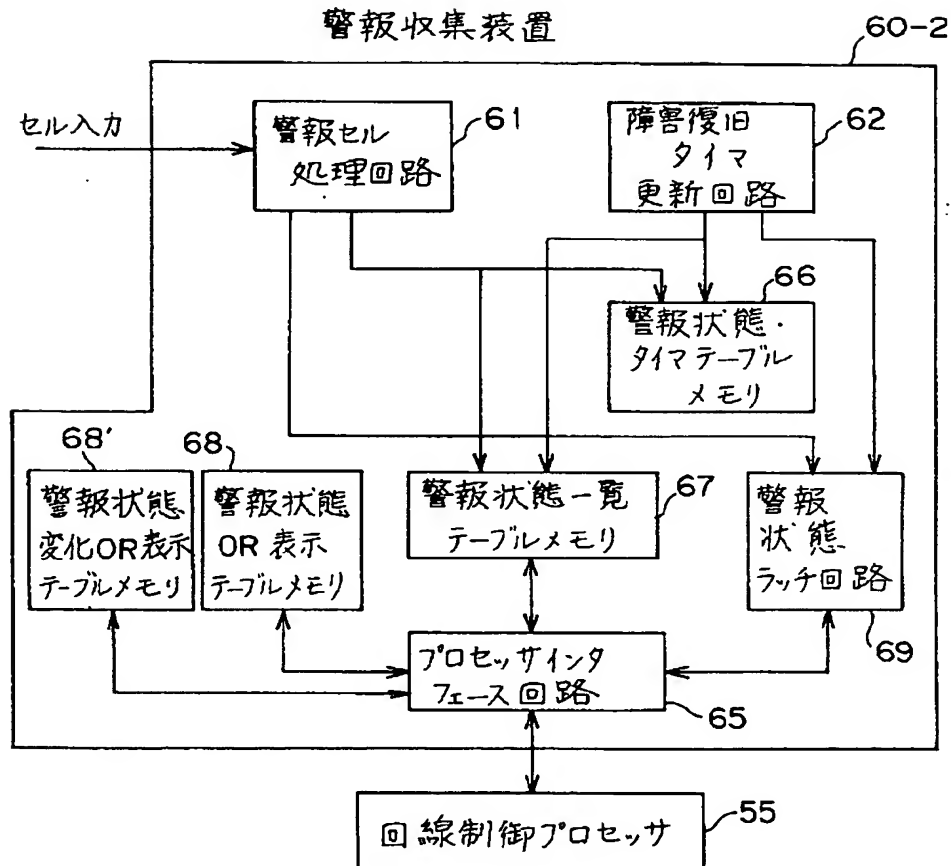 警報収集装置
60-2
セル入力
警報セル
処理回路
61
障害復旧
タイマ
更新回路
62
66
警報状態・
タイマテーブル
メモリ
68'
警報状態
変化OR表示
テーブルメモリ
68
警報状態
OR表示
テーブルメモリ
警報状態一覧
テーブルメモリ
67
警報
状態
ラッチ回路
69
プロセッサインタ
フェース回路
65
回線制御プロセッサ
55